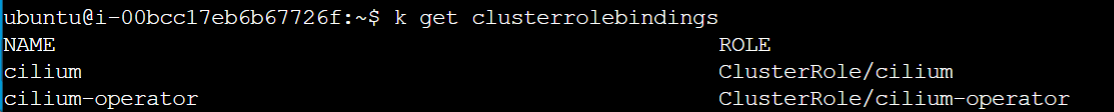 ubuntu@i-00bcc17eb6b67726f:~$ k get clusterrolebindings
NAME ROLE
cilium ClusterRole/cilium
cilium-operator ClusterRole/cilium-operator